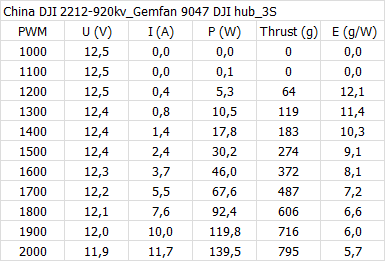 China DJI 2212-920kv_Gemfan 9047 DJI hub_3S
PWM U (V) I (A) P (W) Thrust (g) E (g/W)
1000 12,5 0,0 0,0 0 0,0
1100 12,5 0,0 0,1 0 0,0
1200 12,5 0,4 5,3 64 12,1
1300 12,4 0,8 10,5 119 11,4
1400 12,4 1,4 17,8 183 10,3
1500 12,4 2,4 30,2 274 9,1
1600 12,3 3,7 46,0 372 8,1
1700 12,2 5,5 67,6 487 7,2
1800 12,1 7,6 92,4 606 6,6
1900 12,0 10,0 119,8 716 6,0
2000 11,9 11,7 139,5 795 5,7